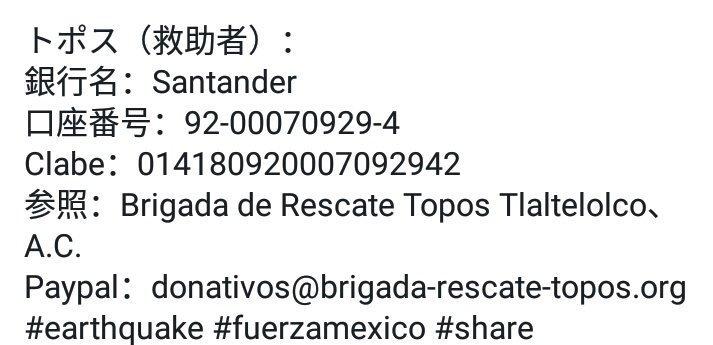 トポス（救助者）：
銀行名：Santander
口座番号：92-00070929-4
Clabe：014180920007092942
参照：Brigada de Rescate Topos Tlaltelolco、
A.C.
Paypal：donativos@brigada-rescate-topos.org
#earthquake #fuerzamexico #share